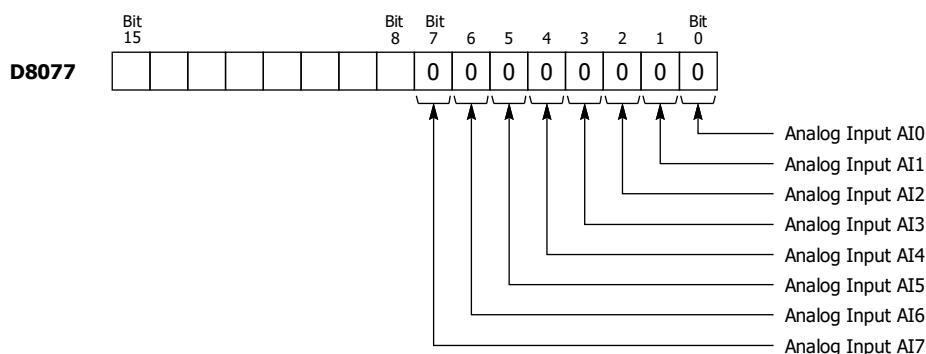 Bit Bit Bit
15 8 7 6 5 4 3 2 1 0
D8077 0 0 0 0 0 0 0 0
Analog Input AI0
Analog Input AI1
Analog Input AI2
Analog Input AI3
Analog Input AI4
Analog Input AI5
Analog Input AI6
Analog Input AI7